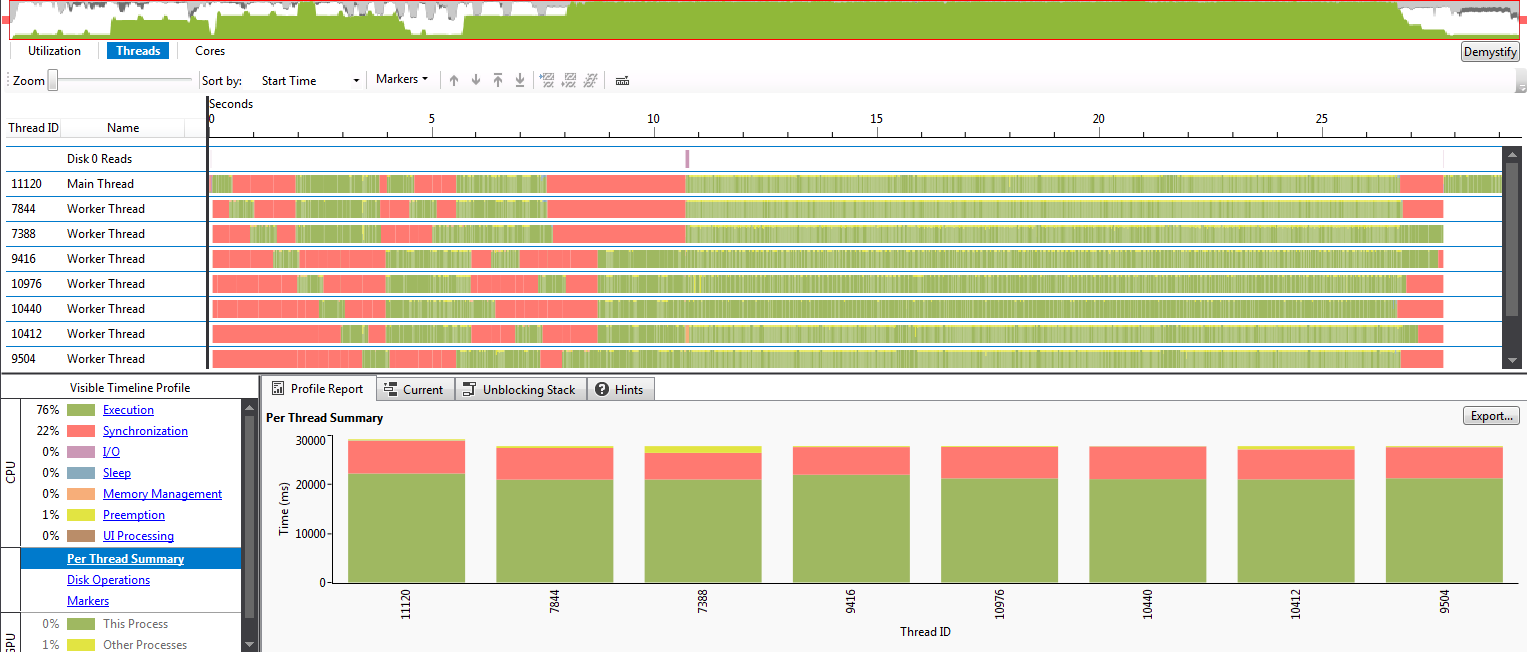 Utilization Threads Cores Demystify
Zoom Sort by: Start Time Markers
Seconds
0 5 10 15 20 25
Thread ID Name
Disk 0 Reads
11120 Main Thread
7844 Worker Thread
7388 Worker Thread
9416 Worker Thread
10976 Worker Thread
10440 Worker Thread
10412 Worker Thread
9504 Worker Thread
Visible Timeline Profile
CPU
76% Execution
22% Synchronization
0% I/O
0% Sleep
0% Memory Management
1% Preemption
0% UI Processing
Per Thread Summary
Disk Operations
Markers
GPU
0% This Process
1% Other Processes
Profile Report Current Unblocking Stack Hints
Per Thread Summary
Export...
Time (ms)
30000
20000
10000
0
11120 7844 7388 9416 10976 10440 10412 9504
Thread ID